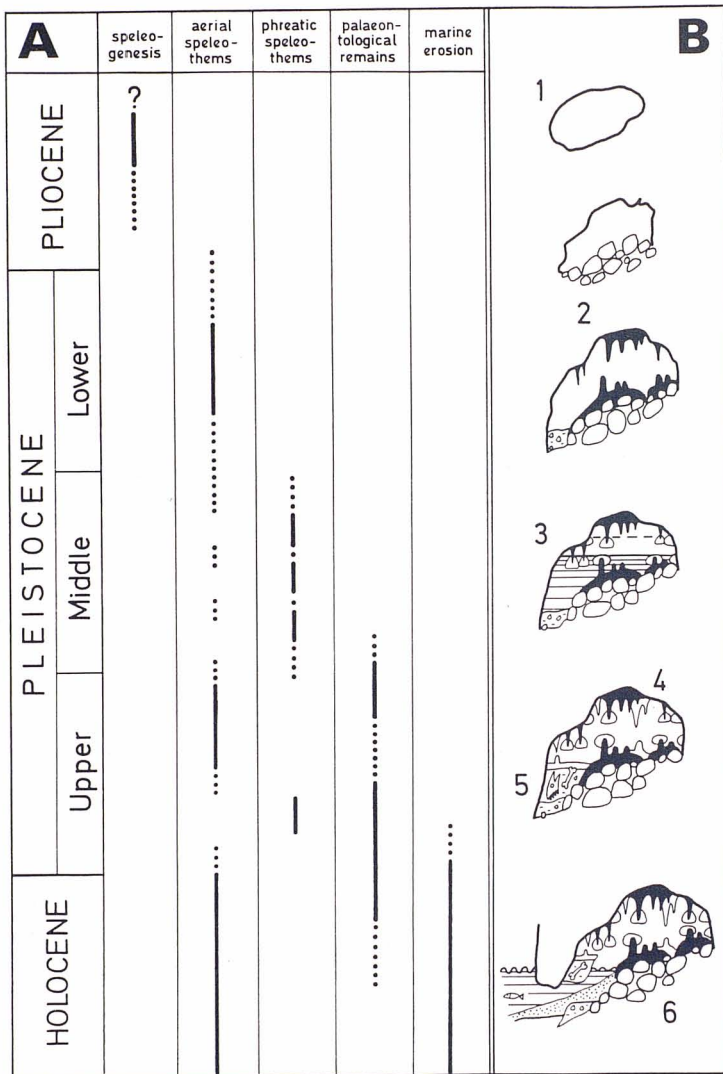 A
speleo-
genesis
aerial
speleo-
thems
phreatic
speleo-
thems
palaeon-
tological
remains
marine
erosion
B
PLIOCENE
?
PLEISTOCENE
Lower
Middle
Upper
HOLOCENE
1
2
3
4
5
6